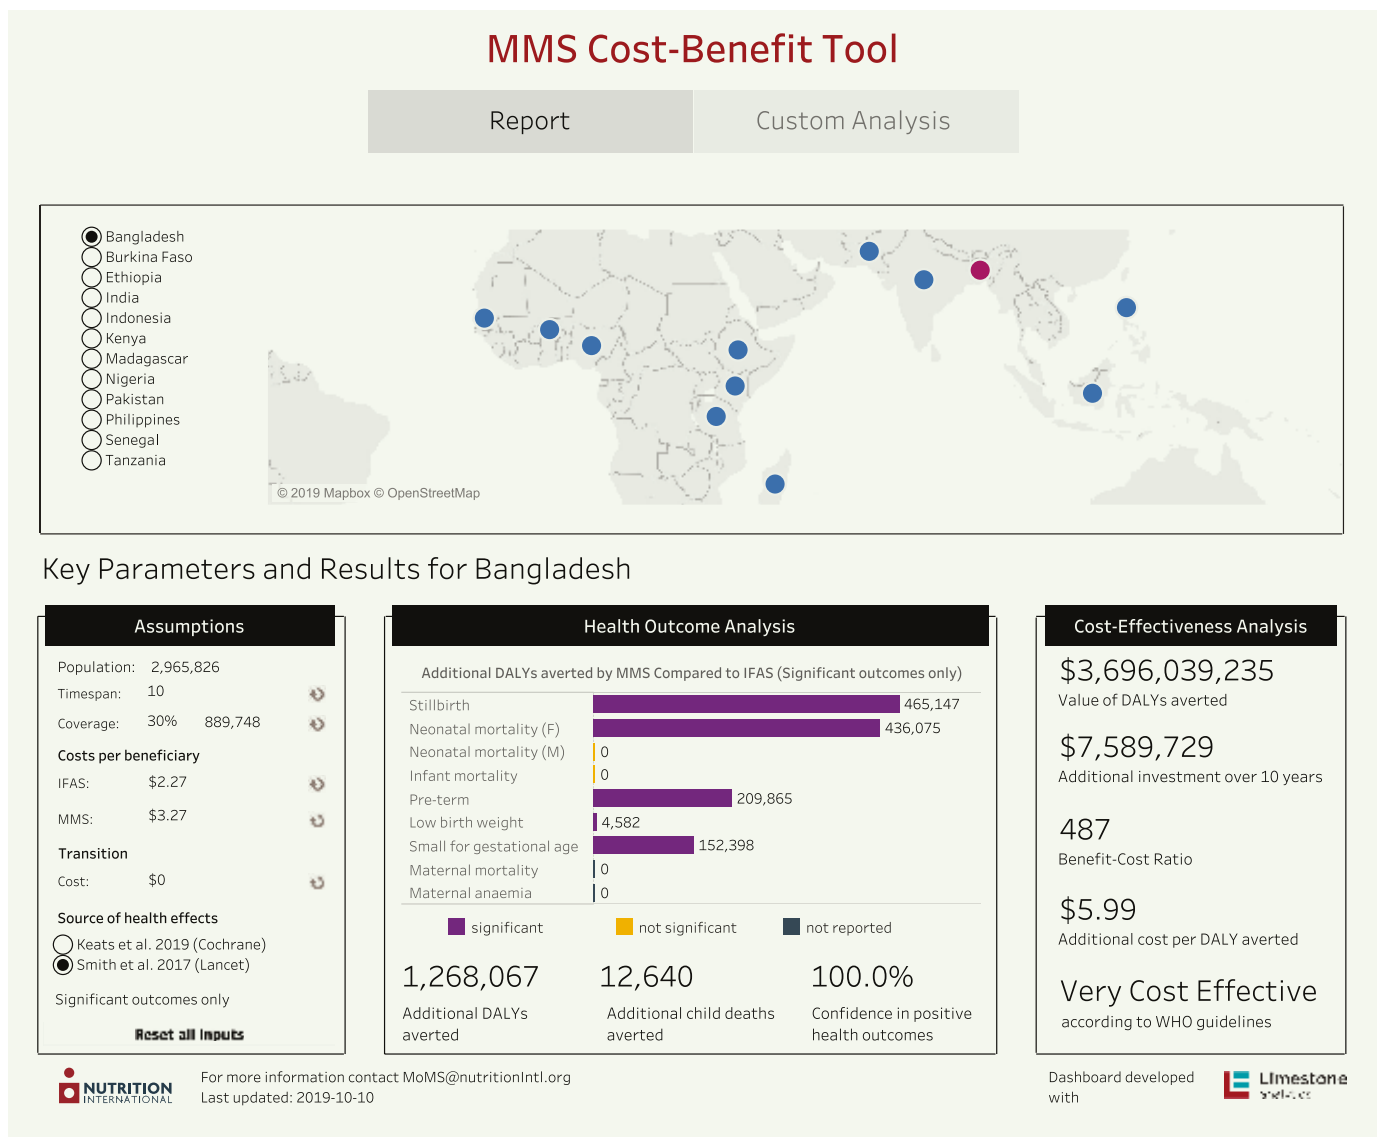 MMS Cost-Benefit Tool
Report
Custom Analysis
Bangladesh
Burkina Faso
Ethiopia
India
Indonesia
Kenya
Madagascar
Nigeria
Pakistan
Philippines
Senegal
Tanzania
© 2019 Mapbox © OpenStreetMap
Key Parameters and Results for Bangladesh
Assumptions
Population: 2,965,826
Timespan: 10
Coverage: 30% 889,748
Costs per beneficiary
IFAS: $2.27
MMS: $3.27
Transition
Cost: $0
Source of health effects
Keats et al. 2019 (Cochrane)
Smith et al. 2017 (Lancet)
Significant outcomes only
Reset all inputs
Health Outcome Analysis
Additional DALYs averted by MMS Compared to IFAS (Significant outcomes only)
Stillbirth 465,147
Neonatal mortality (F) 436,075
Neonatal mortality (M) 0
Infant mortality 0
Pre-term 209,865
Low birth weight 4,582
Small for gestational age 152,398
Maternal mortality 0
Maternal anaemia 0
significant not significant not reported
1,268,067
Additional DALYs
averted
12,640
Additional child deaths
averted
100.0%
Confidence in positive
health outcomes
Cost-Effectiveness Analysis
$3,696,039,235
Value of DALYs averted
$7,589,729
Additional investment over 10 years
487
Benefit-Cost Ratio
$5.99
Additional cost per DALY averted
Very Cost Effective
according to WHO guidelines
NUTRITION
INTERNATIONAL
For more information contact MoMS@nutritionIntl.org
Last updated: 2019-10-10
Dashboard developed
with
Limestone